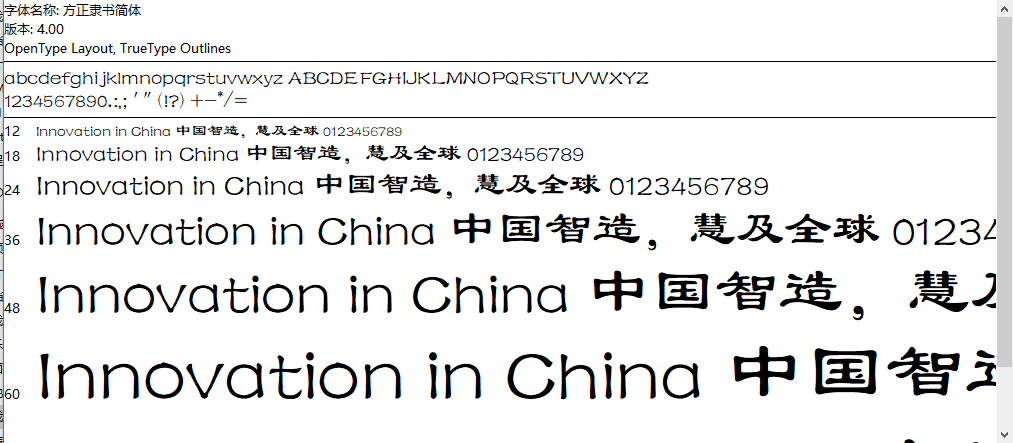 字体名称: 方正隶书简体
版本: 4.00
OpenType Layout, TrueType Outlines
abcdefghijklmnopqrstuvwxyz ABCDEFGHIJKLMNOPQRSTUVWXYZ
1234567890.:,; ' " (!?) +-*/=
12 Innovation in China 中国智造，慧及全球 0123456789
18 Innovation in China 中国智造，慧及全球 0123456789
24 Innovation in China 中国智造，慧及全球 0123456789
36 Innovation in China 中国智造，慧及全球 01234
48 Innovation in China 中国智造，慧及
60 Innovation in China 中国智造